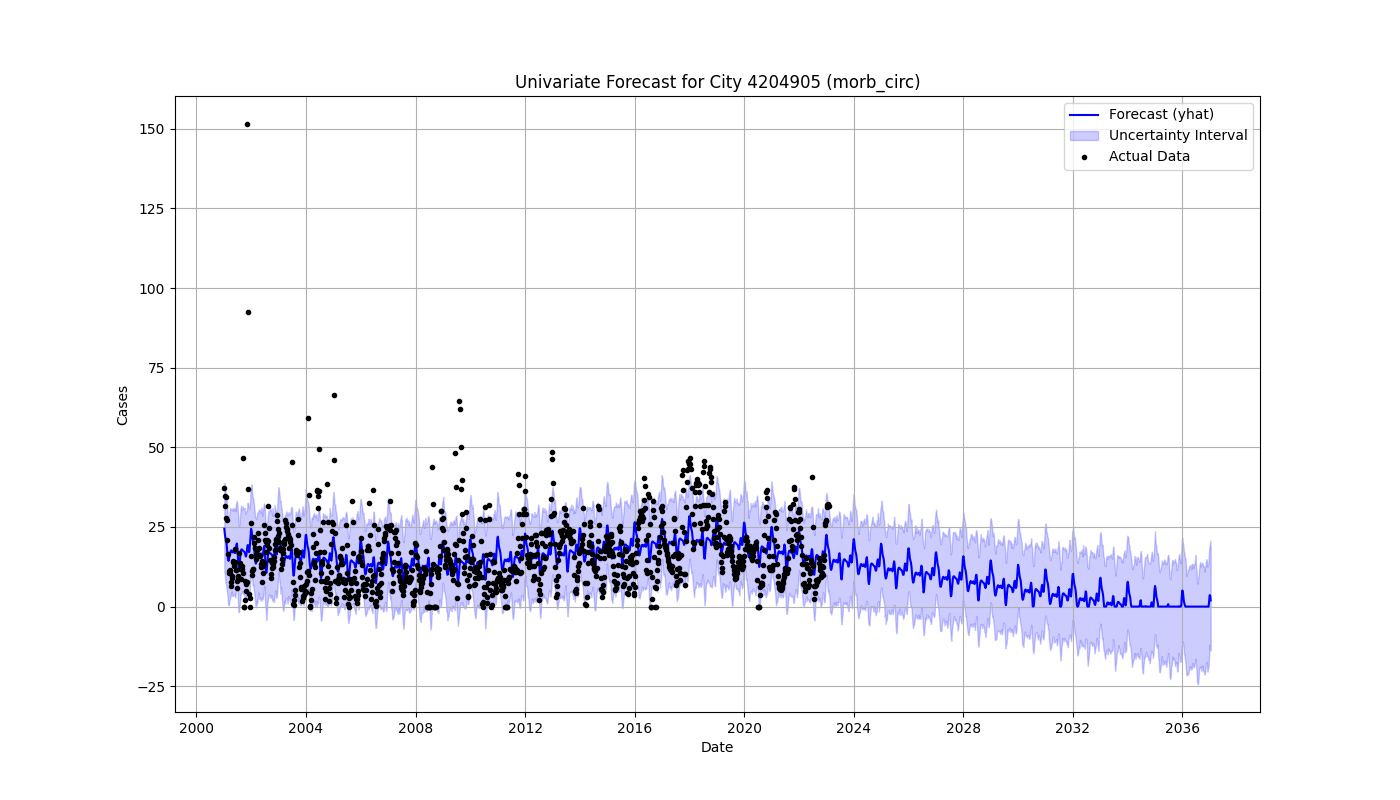 Univariate Forecast for City 4204905 (morb_circ)
Forecast (yhat)
Uncertainty Interval
Actual Data
150
125
100
75
50
25
0
−25
Cases
2000 2004 2008 2012 2016 2020 2024 2028 2032 2036
Date